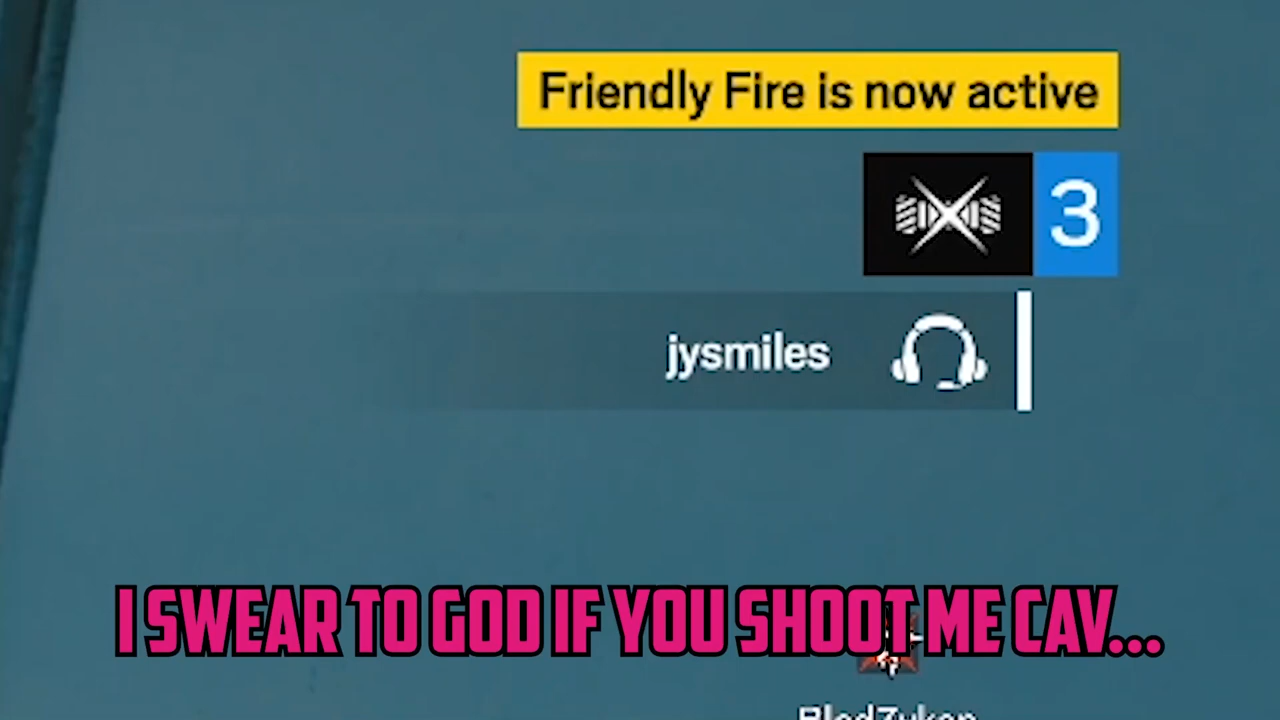 Friendly Fire is now active
3
jysmiles
I SWEAR TO GOD IF YOU SHOOT ME CAV...